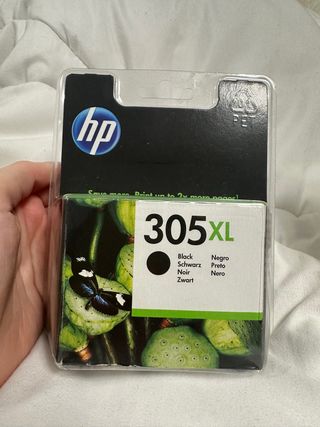 PET
hp
Save more. Print up to 2x more pages!
305XL
Black Negro
Schwarz Preto
Noir Nero
Zwart